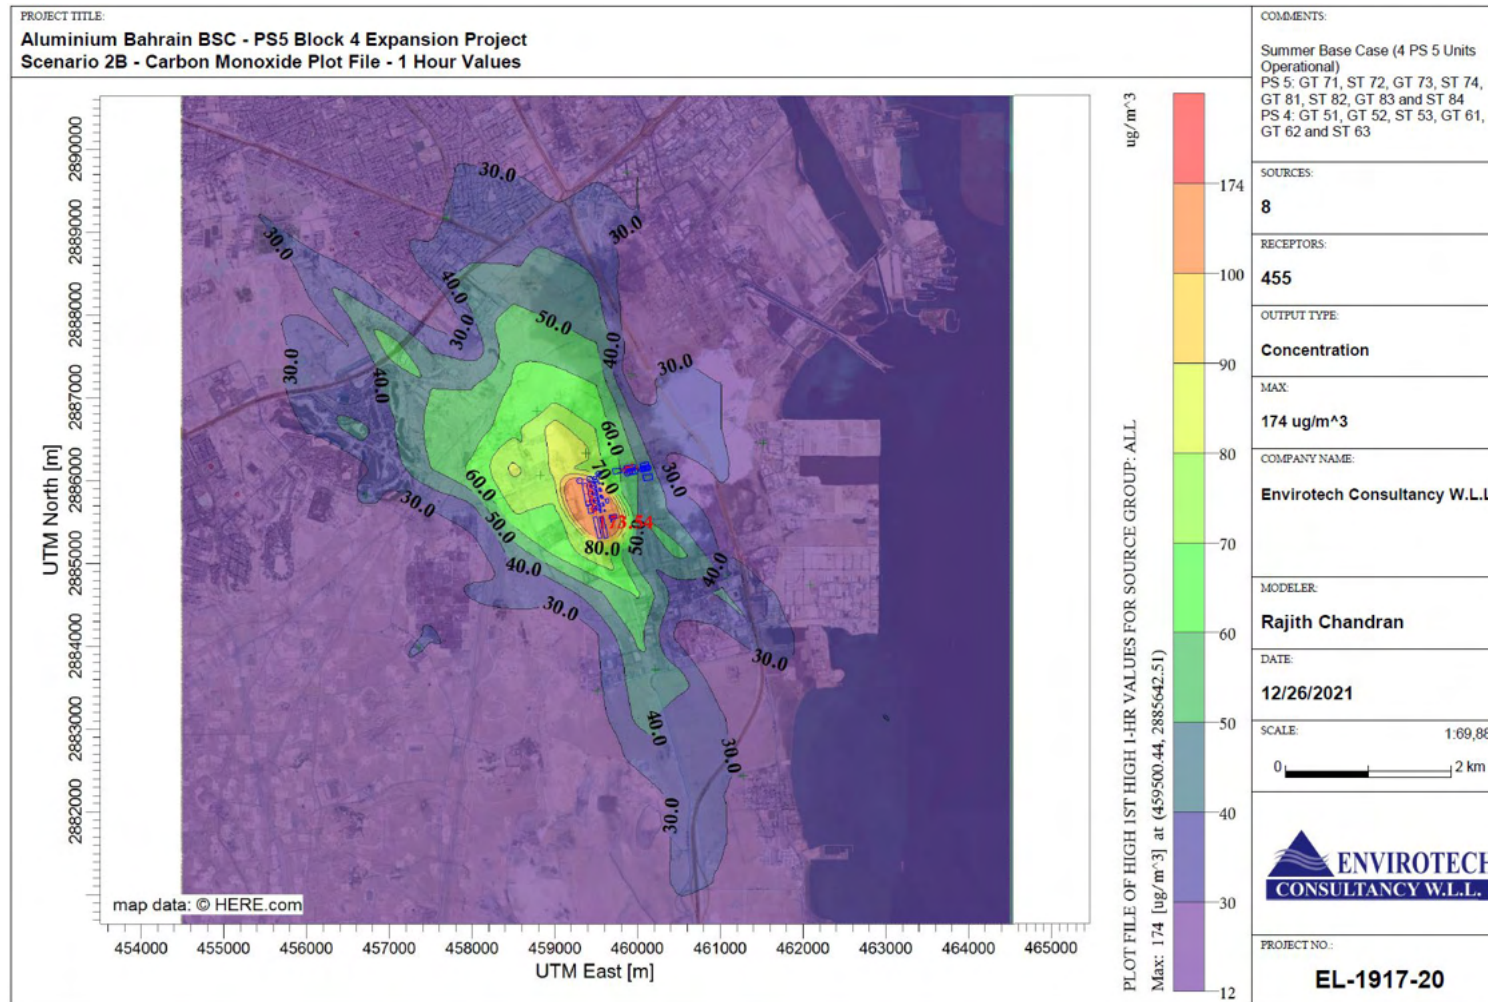 PROJECT TITLE:
Aluminium Bahrain BSC - PS5 Block 4 Expansion Project
Scenario 2B - Carbon Monoxide Plot File - 1 Hour Values
COMMENTS:
Summer Base Case (4 PS 5 Units
Operational)
PS 5: GT 71, ST 72, GT 73, ST 74,
GT 81, ST 82, GT 83 and ST 84
PS 4: GT 51, GT 52, ST 53, GT 61,
GT 62 and ST 63
SOURCES:
8
RECEPTORS:
455
OUTPUT TYPE:
Concentration
MAX:
174 ug/m^3
COMPANY NAME:
Envirotech Consultancy W.L.L
MODELER:
Rajith Chandran
DATE:
12/26/2021
SCALE:
1:69,88
0
2 km
ENVIROTECH
CONSULTANCY W.L.L.
PROJECT NO.:
EL-1917-20
UTM North [m]
2890000
2889000
2888000
2887000
2886000
2885000
2884000
2883000
2882000
30.0
30.0
30.0
40.0
30.0
50.0
40.0
30.0
30.0
40.0
60.0
70.0
30.0
60.0
30.0
73.54
50.0
50.0
80.0
40.0
40.0
30.0
30.0
40.0
30.0
30.0
map data: © HERE.com
454000
455000
456000
457000
458000
459000
460000
461000
462000
463000
464000
465000
UTM East [m]
ug/m^3
PLOT FILE OF HIGH 1ST HIGH 1-HR VALUES FOR SOURCE GROUP: ALL
Max: 174 [ug/m^3] at (459500.44, 2885642.51)
174
100
90
80
70
60
50
40
30
12